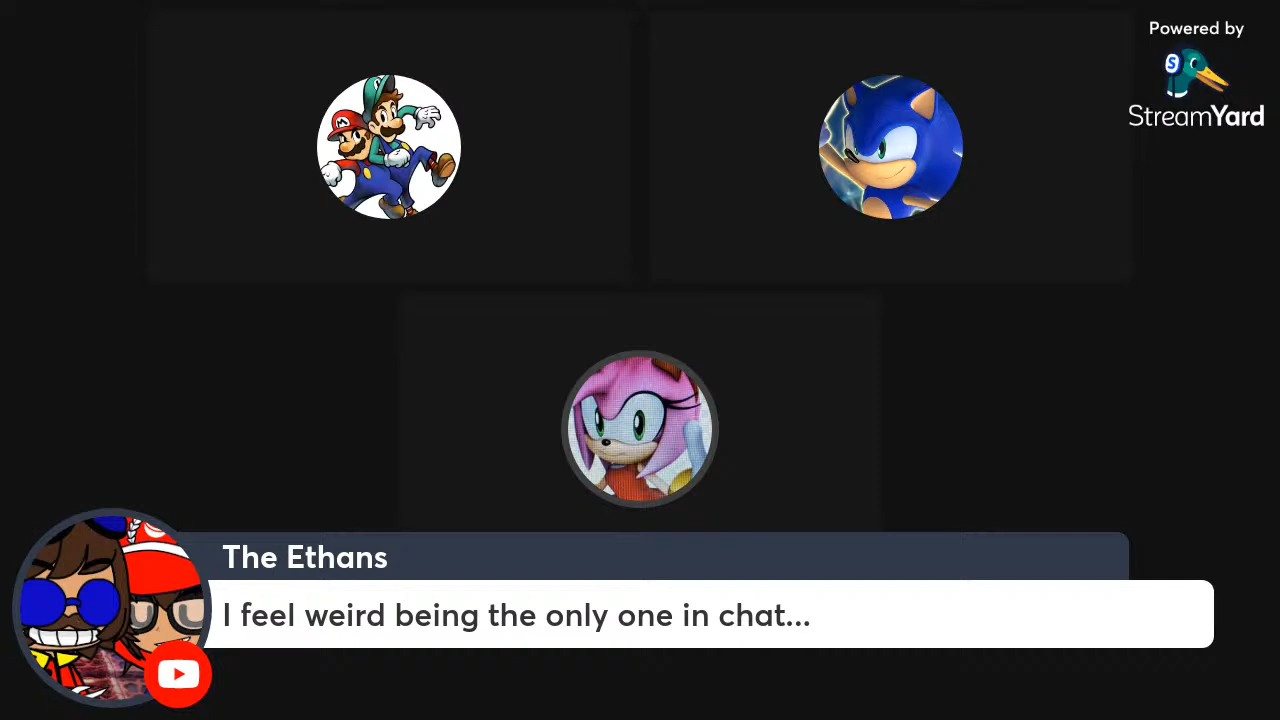 Powered by
S
StreamYard
M
L
The Ethans
I feel weird being the only one in chat...